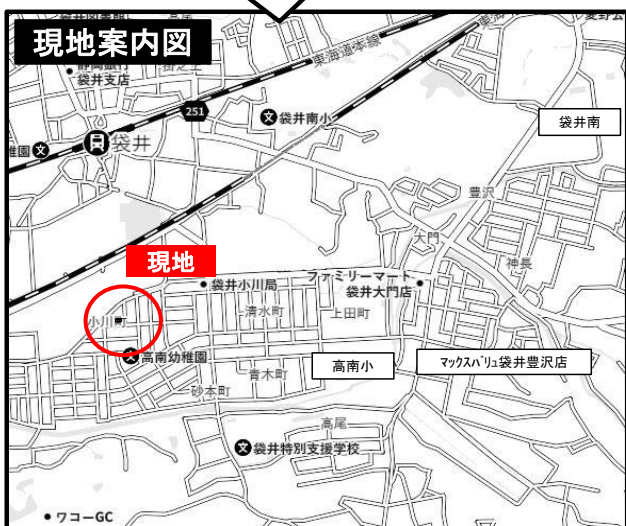 現地案内図
東海道本線
袋井支店
251
袋井南小
袋井南
袋井
稚園
豊沢
大門
神長
現地
袋井小川局
ファミリーマート
袋井大門店
小川町
清水町
上田町
高南幼稚園
高南小
マックスバリュ袋井豊沢店
青木町
砂本町
高尾
袋井特別支援学校
ワコーGC